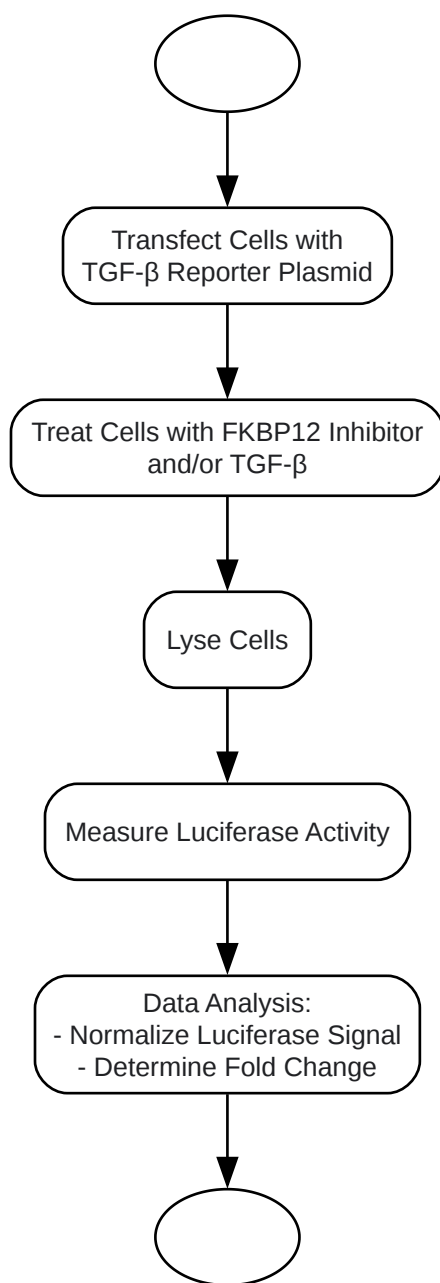 Transfect Cells with
TGF-β Reporter Plasmid
Treat Cells with FKBP12 Inhibitor
and/or TGF-β
Lyse Cells
Measure Luciferase Activity
Data Analysis:
- Normalize Luciferase Signal
- Determine Fold Change